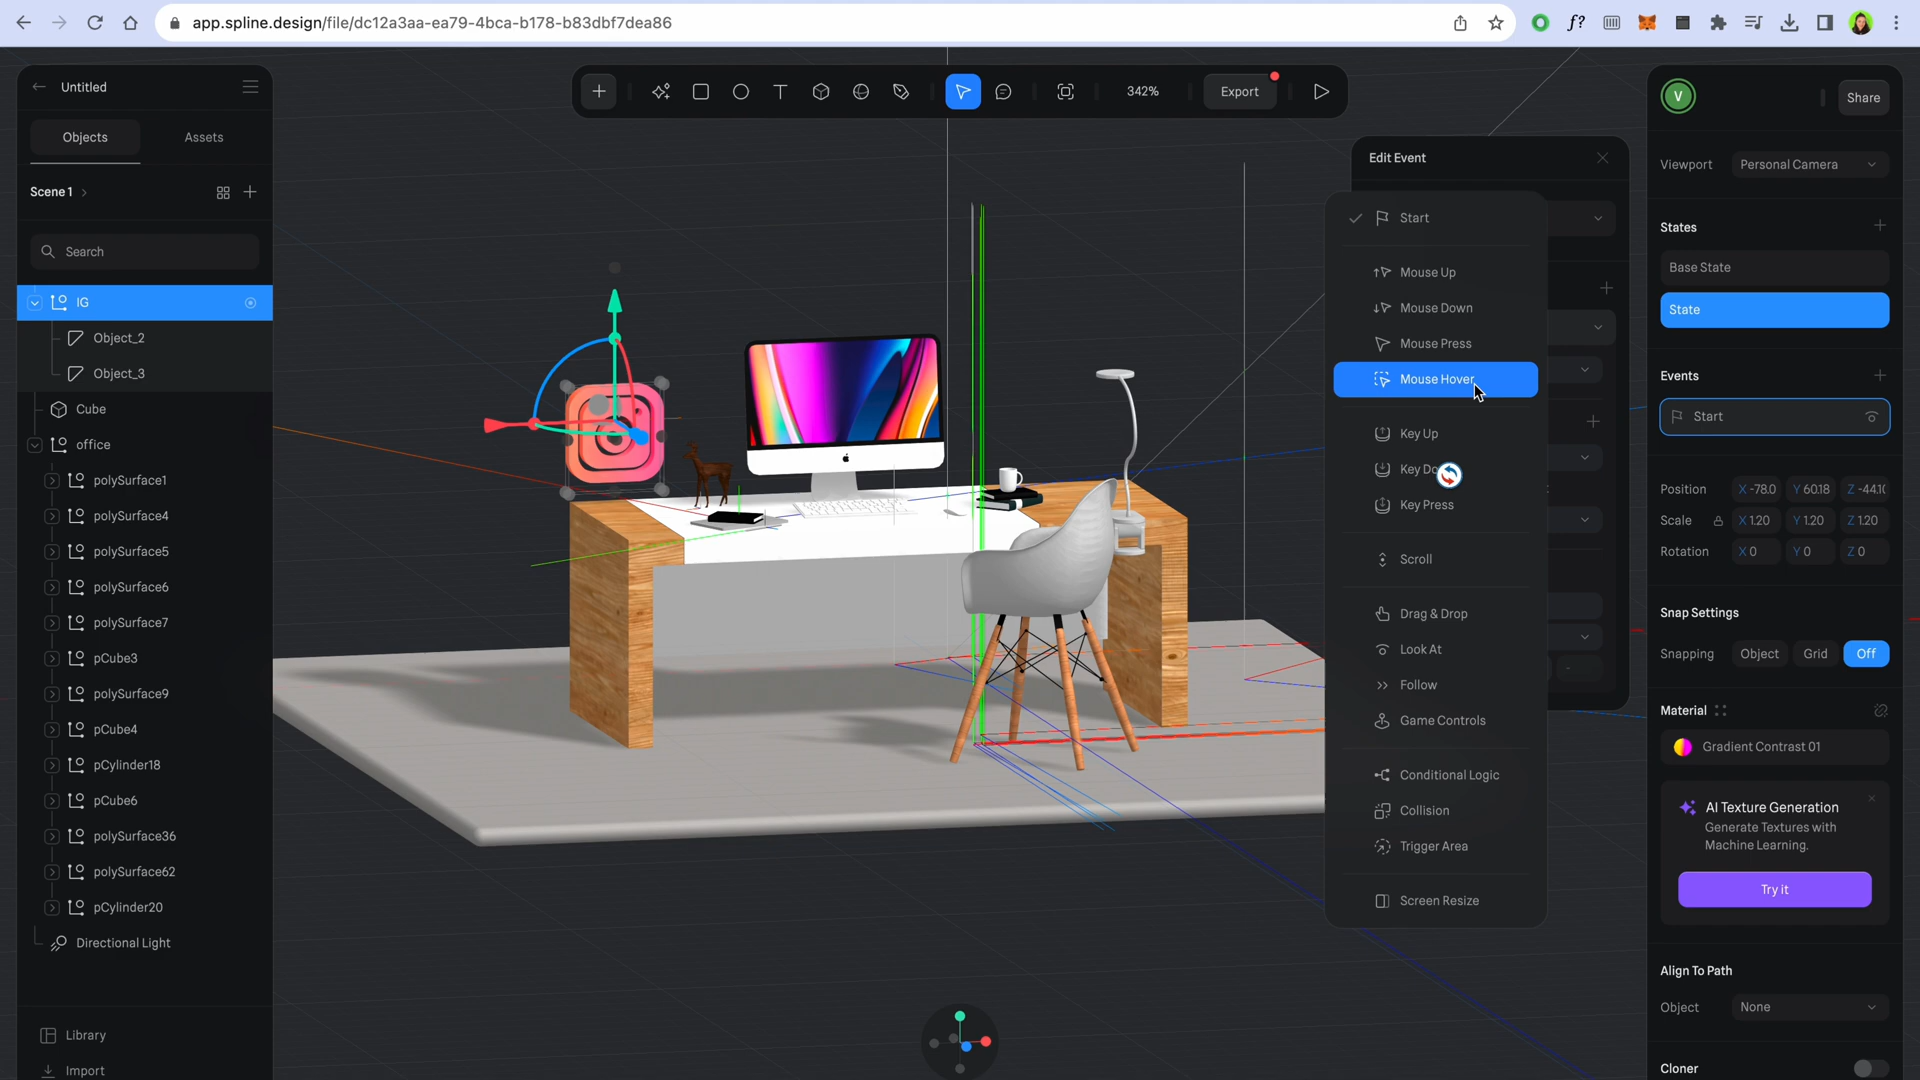 app.spline.design/file/dc12a3aa-ea79-4bca-b178-b83dbf7dea86
f?
Untitled
Objects
Assets
Scene 1
Search
IG
Object_2
Object_3
Cube
office
polySurface1
polySurface4
polySurface5
polySurface6
polySurface7
pCube3
polySurface9
pCube4
pCylinder18
pCube6
polySurface36
polySurface62
pCylinder20
Directional Light
Library
Import
T
342%
Export
Edit Event
Start
Mouse Up
Mouse Down
Mouse Press
Mouse Hover
Key Up
Key Do
Key Press
Scroll
Drag & Drop
Look At
Follow
Game Controls
Conditional Logic
Collision
Trigger Area
Screen Resize
V
Share
Viewport
Personal Camera
States
Base State
State
Events
Start
Position X -78.0 Y 60.18 Z -44.10
Scale X 1.20 Y 1.20 Z 1.20
Rotation X 0 Y 0 Z 0
Snap Settings
Snapping Object Grid Off
Material
Gradient Contrast 01
AI Texture Generation
Generate Textures with
Machine Learning.
Try it
Align To Path
Object None
Cloner